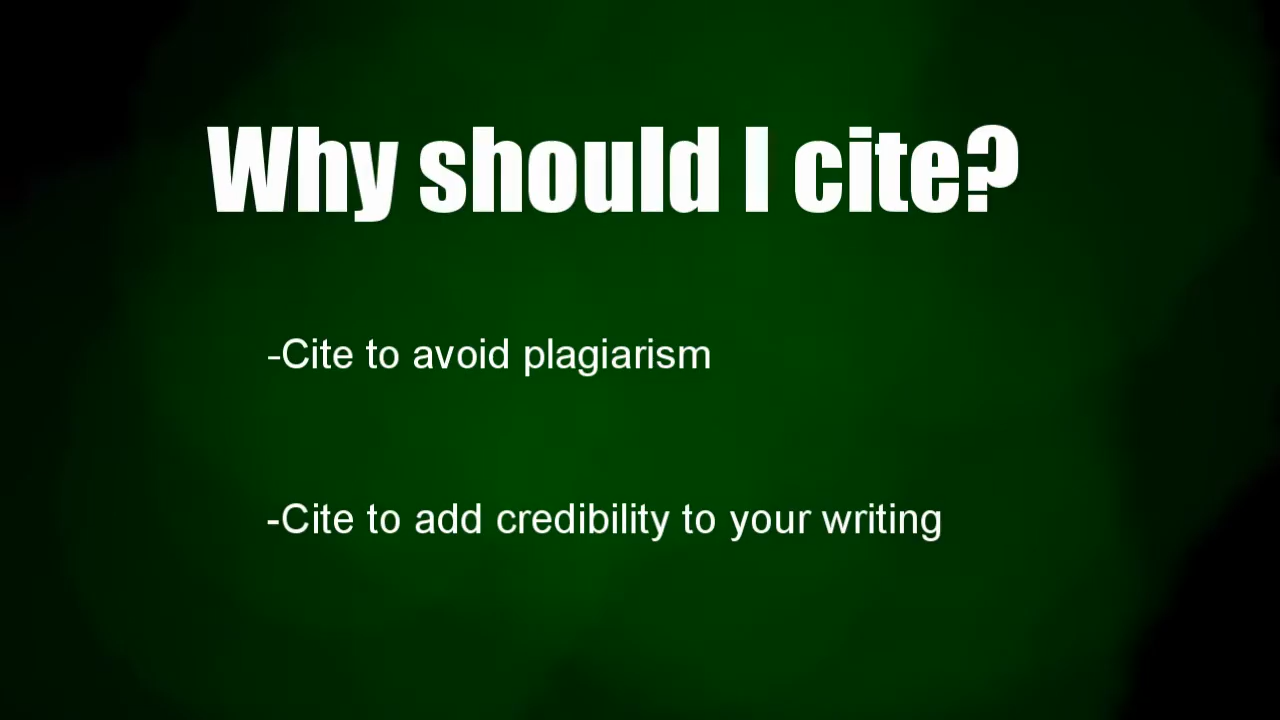 Why should I cite?
-Cite to avoid plagiarism
-Cite to add credibility to your writing